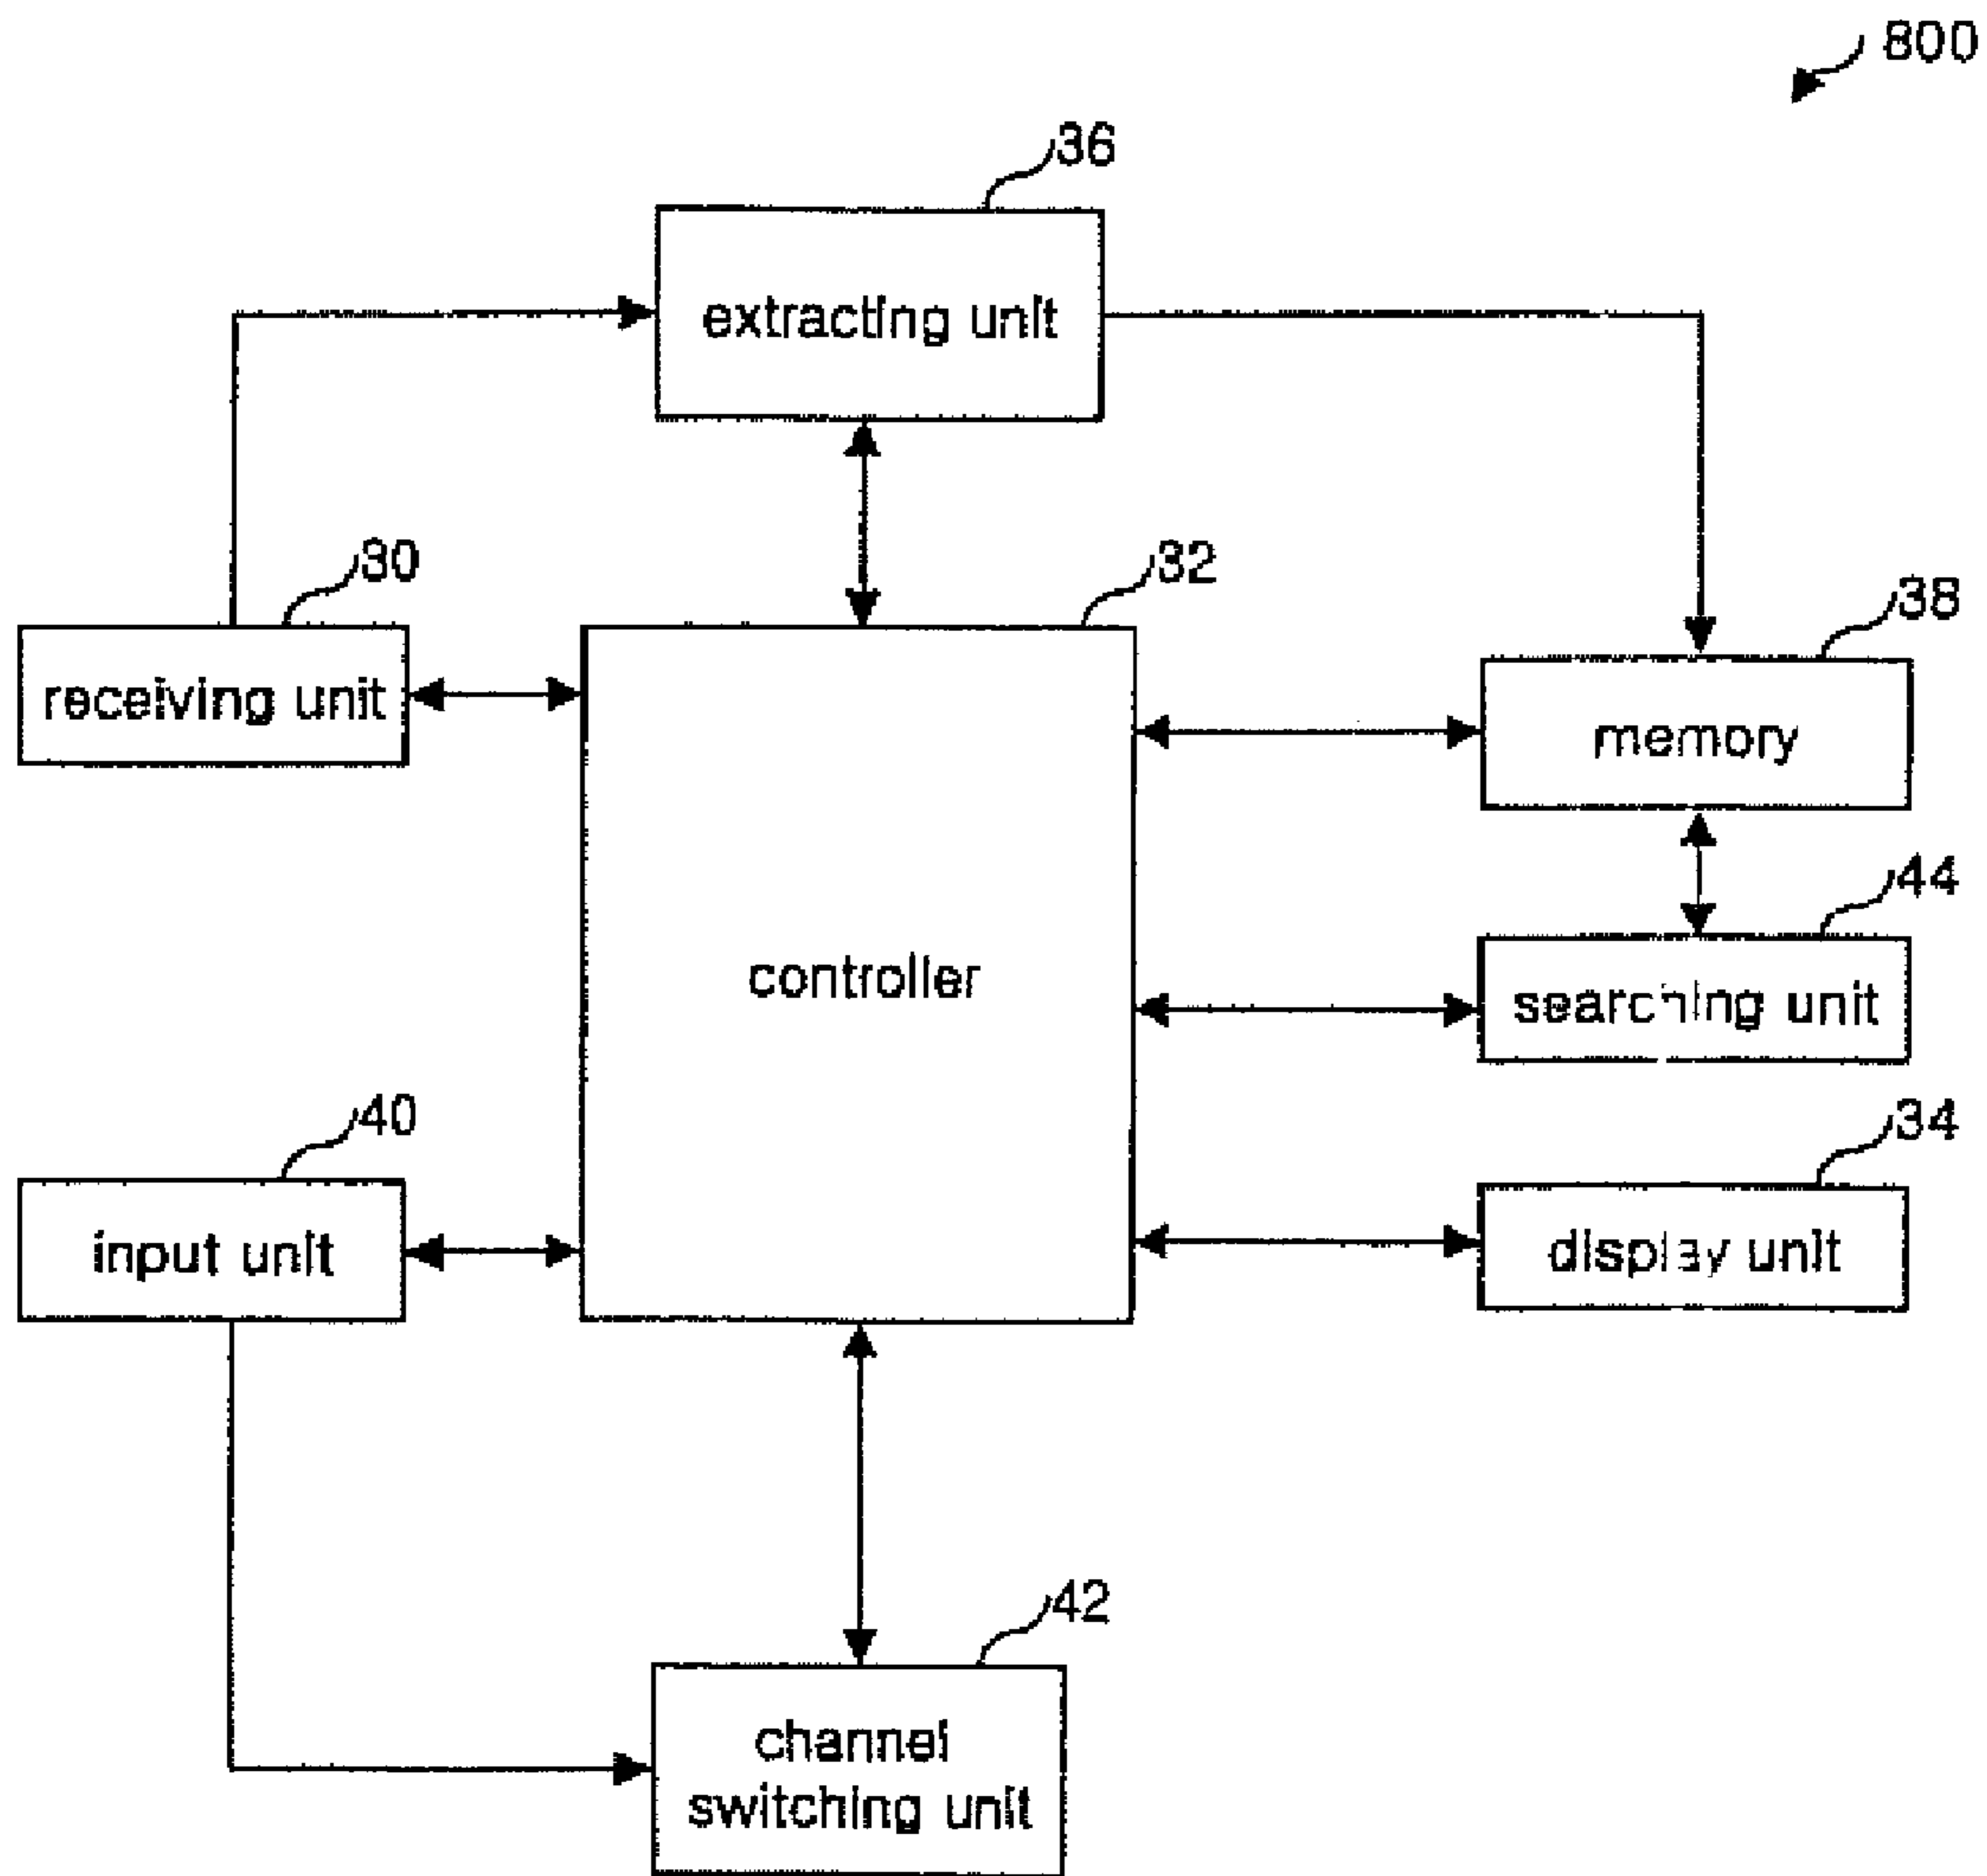 800
36
extracting unit
30
32
38
receiving unit
memory
44
controller
searching unit
40
34
input unit
display unit
42
channel
switching unit